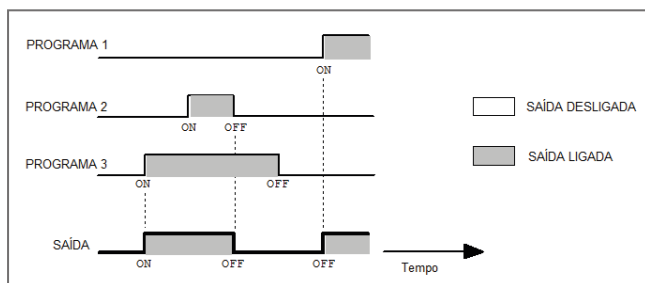 PROGRAMA 1
ON
PROGRAMA 2
ON OFF
SAÍDA DESLIGADA
PROGRAMA 3
ON OFF
SAÍDA LIGADA
SAÍDA
ON OFF OFF
Tempo